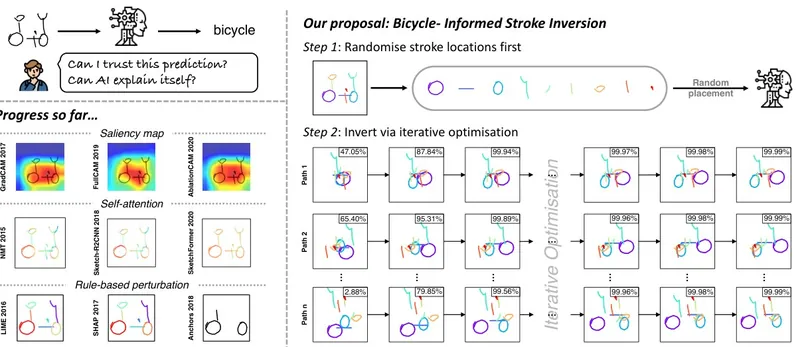 bicycle
Can I trust this prediction?
Can AI explain itself?
Progress so far...
Saliency map
GradCAM 2017
FullCAM 2019
AblationCAM 2020
Self-attention
NMT 2015
Sketch-R2CNN 2018
SketchFormer 2020
Rule-based perturbation
LIME 2016
SHAP 2017
Anchors 2018
Our proposal: Bicycle- Informed Stroke Inversion
Step 1: Randomise stroke locations first
Random
placement
Step 2: Invert via iterative optimisation
Path 1
47.05%
87.84%
99.94%
99.97%
99.98%
99.99%
Path 2
65.40%
95.31%
99.89%
99.96%
99.98%
99.99%
Path n
2.88%
79.85%
99.56%
99.96%
99.98%
99.99%
Iterative Optimisation